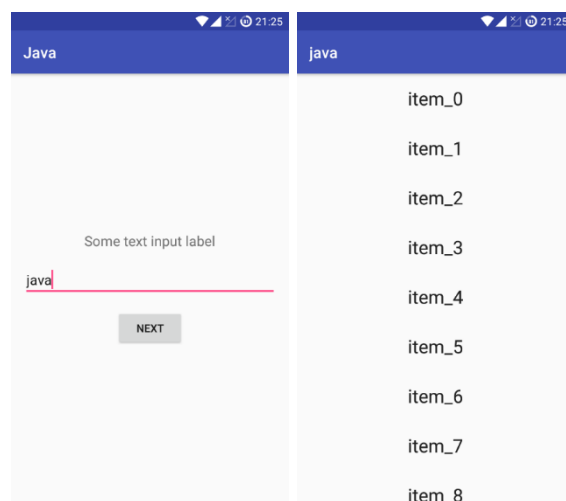 21:25
Java
Some text input label
java
NEXT
21:25
java
item_0
item_1
item_2
item_3
item_4
item_5
item_6
item_7
item_8